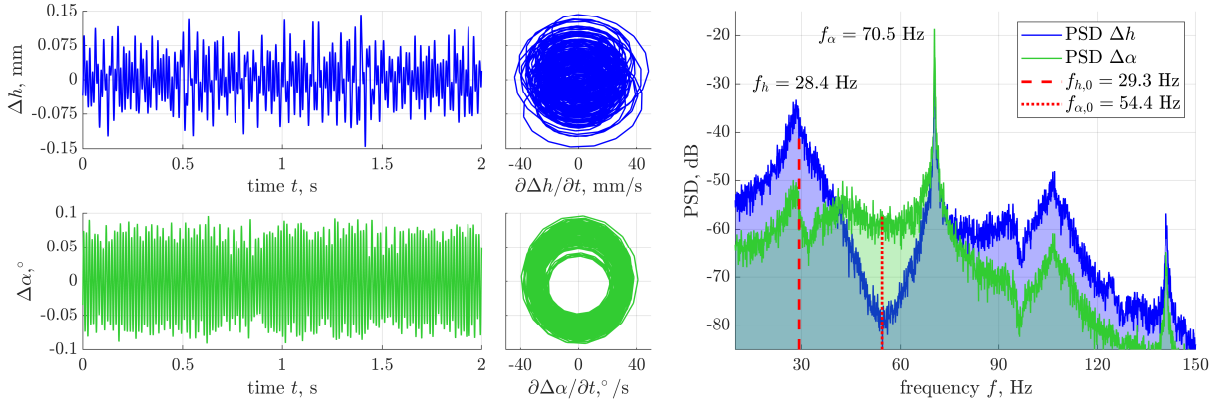 0.15
0.075
0
-0.075
-0.15
Δh, mm
0 0.5 1 1.5 2
time t, s
-40 0 40
∂Δh/∂t, mm/s
0.1
0.05
0
-0.05
-0.1
Δα,°
0 0.5 1 1.5 2
time t, s
-40 0 40
∂Δα/∂t,° /s
-20
-30
-40
-50
-60
-70
-80
PSD, dB
f_α = 70.5 Hz
f_h = 28.4 Hz
PSD Δh
PSD Δα
f_h,0 = 29.3 Hz
f_α,0 = 54.4 Hz
30 60 90 120 150
frequency f, Hz